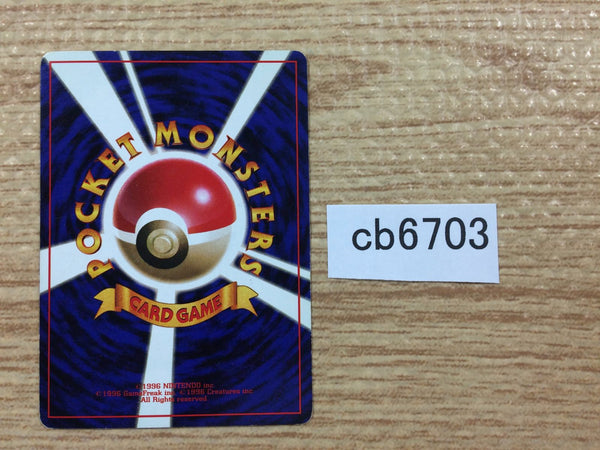 POCKET MONSTERS
CARD GAME
©1996 NINTENDO inc
©1996 GameFreak inc. ©1996 Creatures inc.
All Rights reserved
cb6703